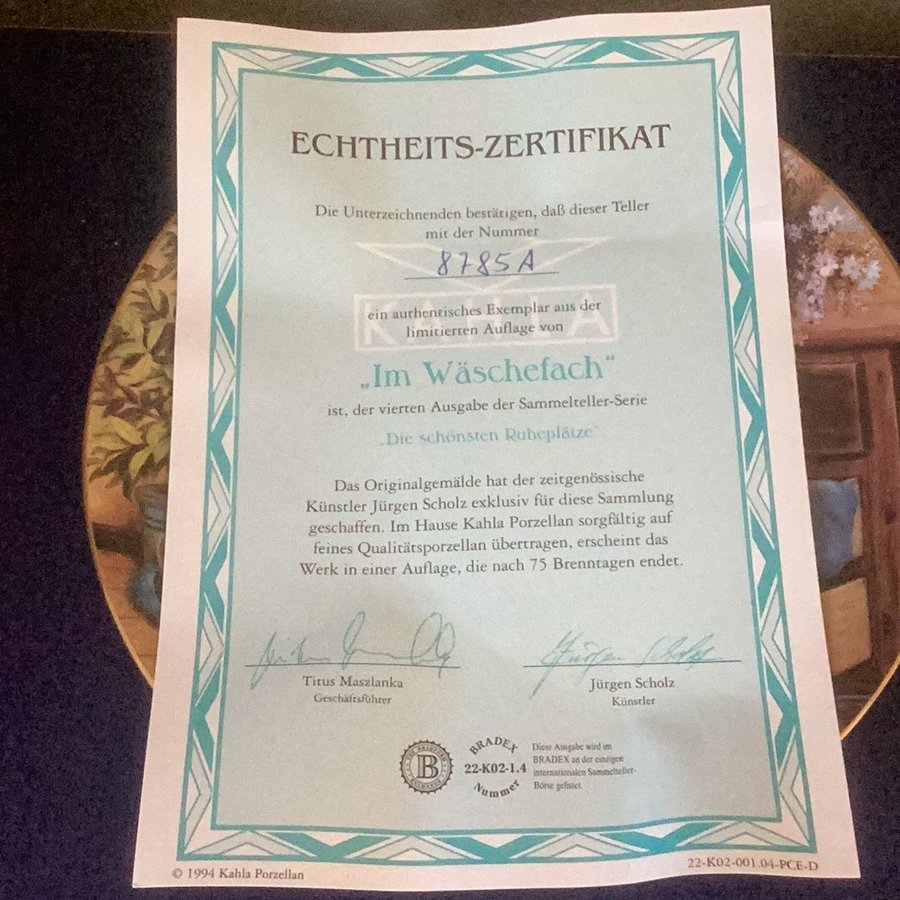 ECHTHEITS-ZERTIFIKAT
Die Unterzeichnenden bestätigen, daß dieser Teller
mit der Nummer
8785A
KAHLA
ein authentisches Exemplar aus der
limitierten Auflage von
„Im Wäschefach“
ist, der vierten Ausgabe der Sammelteller-Serie
„Die schönsten Ruheplätze“
Das Originalgemälde hat der zeitgenössische
Künstler Jürgen Scholz exklusiv für diese Sammlung
geschaffen. Im Hause Kahla Porzellan sorgfältig auf
feines Qualitätsporzellan übertragen, erscheint das
Werk in einer Auflage, die nach 75 Brenntagen endet.
Jürgen Scholz
Titus Maszlanka
Geschäftsführer
Jürgen Scholz
Künstler
B
BRADEX
22-K02-1.4
Nummer
Diese Ausgabe wird im
BRADEX an der einzigen
internationalen Sammelteller-
Börse gelistet.
© 1994 Kahla Porzellan
22-K02-001.04-PCE-D